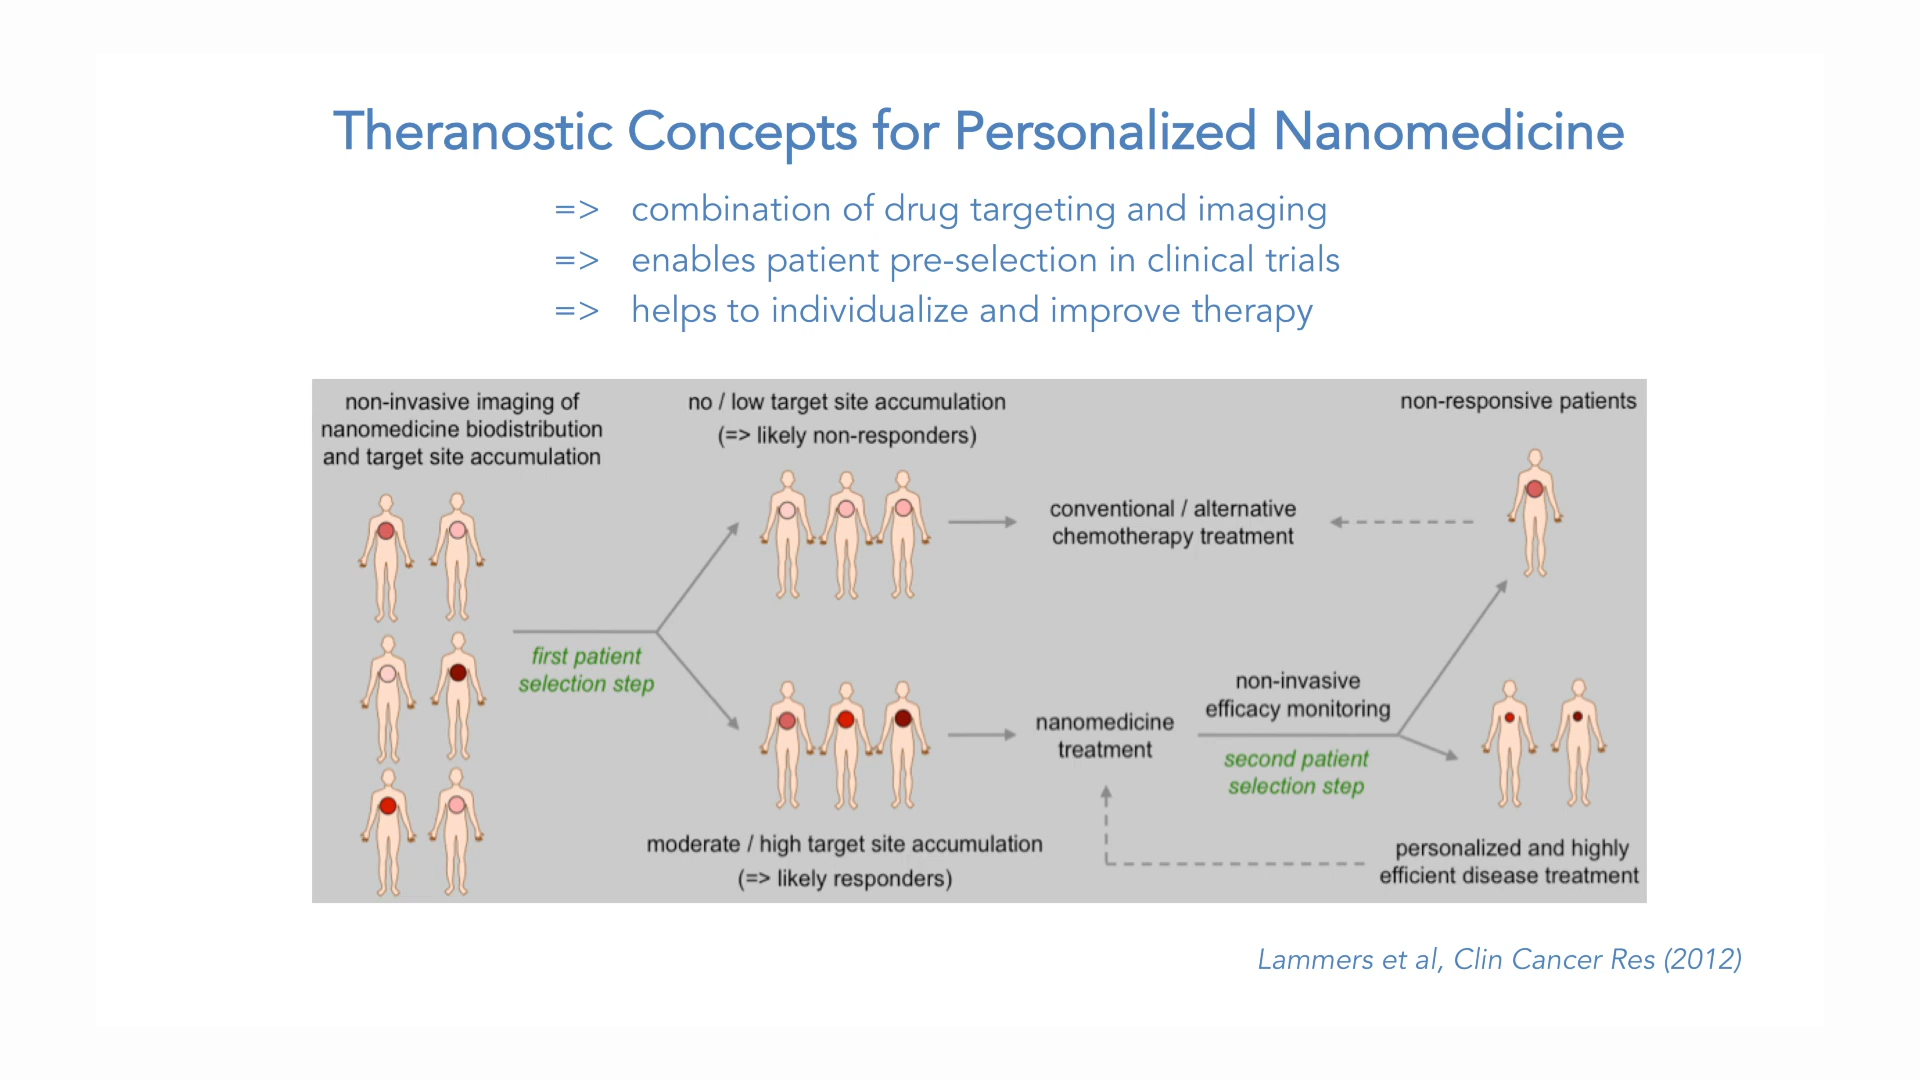 Theranostic Concepts for Personalized Nanomedicine
=> combination of drug targeting and imaging
=> enables patient pre-selection in clinical trials
=> helps to individualize and improve therapy
non-invasive imaging of
nanomedicine biodistribution
and target site accumulation
first patient
selection step
no / low target site accumulation
(=> likely non-responders)
conventional / alternative
chemotherapy treatment
non-responsive patients
moderate / high target site accumulation
(=> likely responders)
nanomedicine
treatment
non-invasive
efficacy monitoring
second patient
selection step
personalized and highly
efficient disease treatment
Lammers et al, Clin Cancer Res (2012)